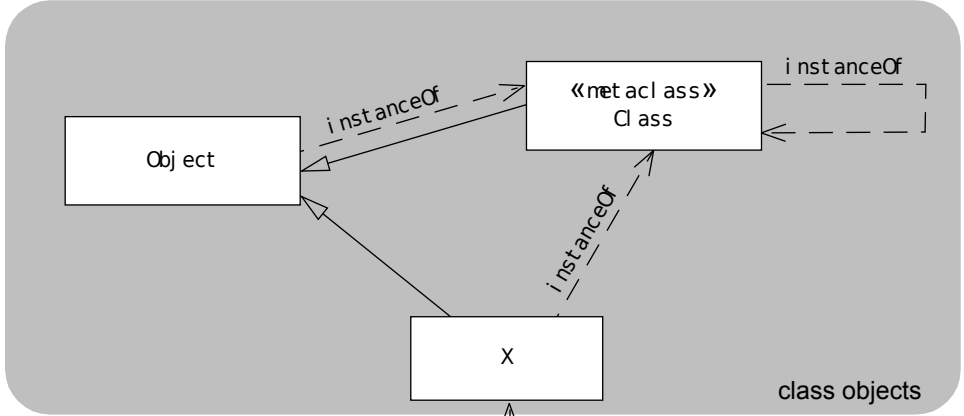 instanceOf
«metaclass»
Class
instanceOf
Object
instanceOf
X
class objects